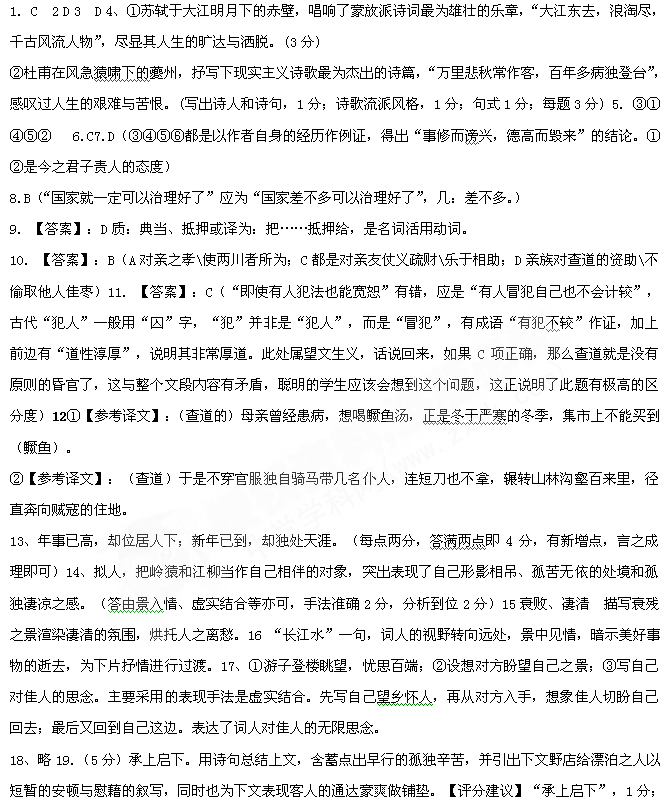 1. C  2D 3  D 4、①苏轼于大江明月下的赤壁，唱响了豪放派诗词最为雄壮的乐章，“大江东去，浪淘尽，
千古风流人物”，尽显其人生的旷达与洒脱。(3分)
②杜甫在风急猿啸下的夔州，抒写下现实主义诗歌最为杰出的诗篇，“万里悲秋常作客，百年多病独登台”，
感叹过人生的艰难与苦恨。(写出诗人和诗句，1分；诗歌流派风格，1分；句式1分；每题3分) 5. ③①
④⑤②   6.C7.D（③④⑤⑥都是以作者自身的经历作例证，得出“事修而谤兴，德高而毁来”的结论。①
②是今之君子责人的态度）
8.B（“国家就一定可以治理好了”应为“国家差不多可以治理好了”，几：差不多。）
9. 【答案】：D 质：典当、抵押或译为：把……抵押给，是名词活用动词。
10. 【答案】：B（A对亲之孝\使两川者所为；C都是对亲友仗义疏财\乐于相助；D亲族对查道的资助\不
偷取他人佳枣）11. 【答案】：C（“即使有人犯法也能宽恕”有错，应是“有人冒犯自己也不会计较”，
古代“犯人”一般用“囚”字，“犯”并非是“犯人”，而是“冒犯”，有成语“有犯不较”作证，加上
前边有“道性淳厚”，说明其非常厚道。此处属望文生义，话说回来，如果 C 项正确，那么查道就是没有
原则的昏官了，这与整个文段内容有矛盾，聪明的学生应该会想到这个问题，这正说明了此题有极高的区
分度）12①【参考译文】：（查道的）母亲曾经患病，想喝鳜鱼汤，正是冬于严寒的冬季，集市上不能买到
（鳜鱼）。
②【参考译文】：（查道）于是不穿官服独自骑马带几名仆人，连短刀也不拿，辗转山林沟壑百来里，径
直奔向贼寇的住地。
13、年事已高，却位居人下；新年已到，却独处天涯。（每点两分，答满两点即 4 分，有新增点，言之成
理即可）14、拟人，把岭猿和江柳当作自己相伴的对象，突出表现了自己形影相吊、孤苦无依的处境和孤
独凄凉之感。（答由景入情、虚实结合等亦可，手法准确2分，分析到位2分）15衰败、凄清  描写衰残
之景渲染凄清的氛围，烘托人之离愁。16 “长江水”一句，词人的视野转向远处，景中见情，暗示美好事
物的逝去，为下片抒情进行过渡。17、①游子登楼眺望，忧思百端；②设想对方盼望自己之景；③写自己
对佳人的思念。主要采用的表现手法是虚实结合。先写自己望乡怀人，再从对方入手，想象佳人切盼自己
回去；最后又回到自己这边。表达了词人对佳人的无限思念。
18、略 19.（5分）承上启下。用诗句总结上文，含蓄点出早行的孤独辛苦，并引出下文野店给漂泊之人以
短暂的安顿与慰藉的叙写，同时也为下文表现客人的通达豪爽做铺垫。【评分建议】“承上启下”，1分；